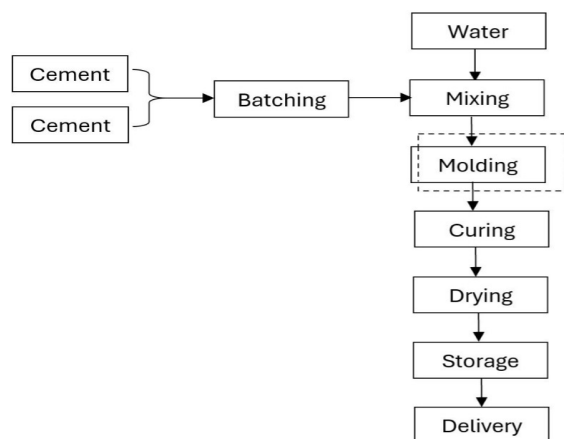 Water
Cement
Batching
Mixing
Cement
Molding
Curing
Drying
Storage
Delivery